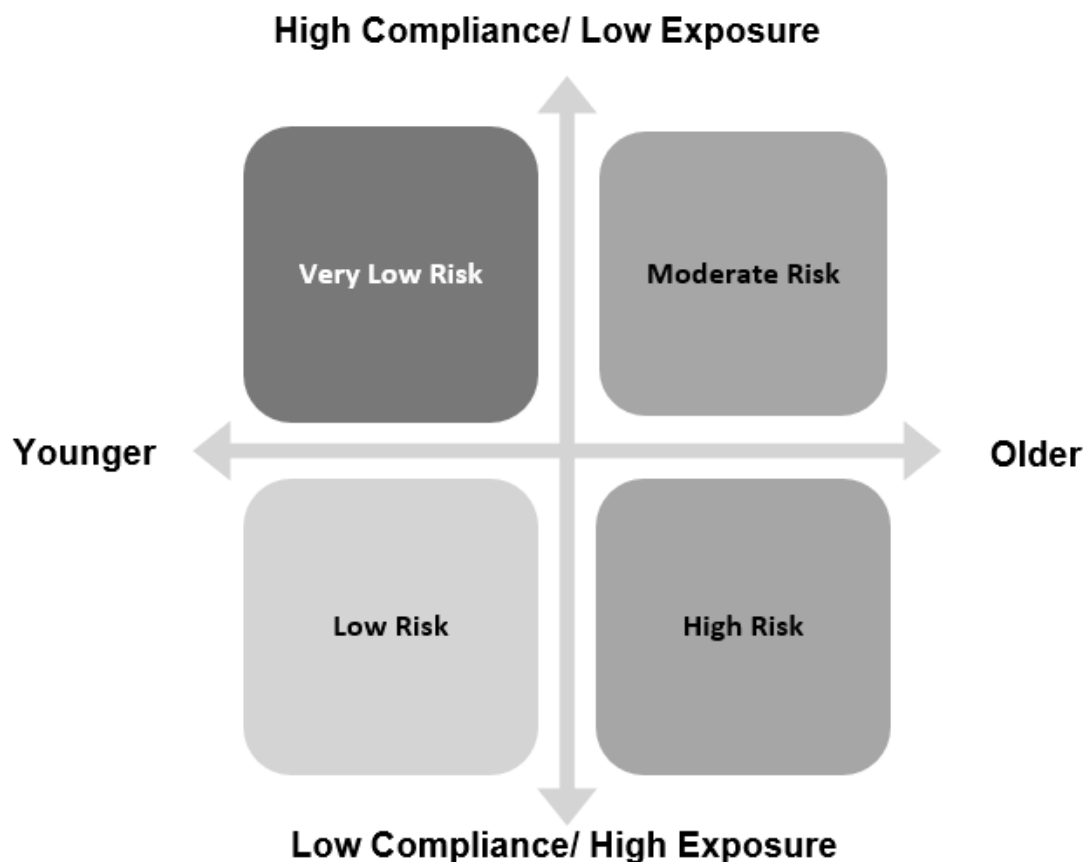 High Compliance/ Low Exposure
Very Low Risk
Moderate Risk
Younger
Older
Low Risk
High Risk
Low Compliance/ High Exposure